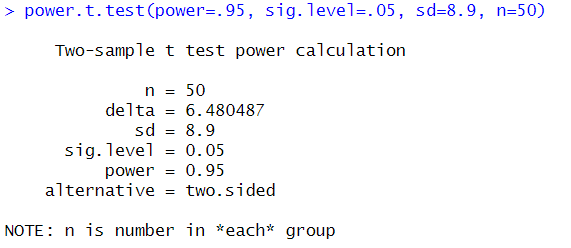 > power.t.test(power=.95, sig.level=.05, sd=8.9, n=50)
Two-sample t test power calculation
n = 50
delta = 6.480487
sd = 8.9
sig.level = 0.05
power = 0.95
alternative = two.sided
NOTE: n is number in *each* group